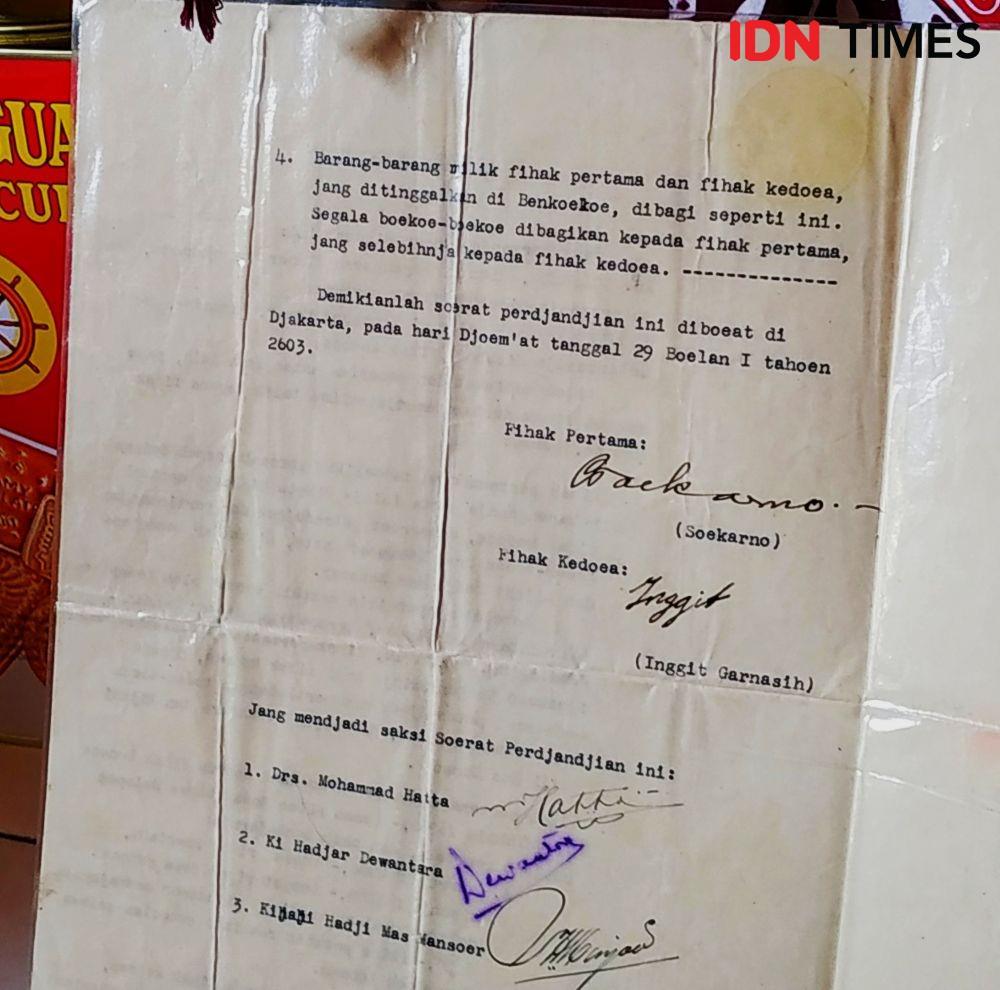 IDN TIMES
GUA
CUI
4. Barang-barang milik fihak pertama dan fihak kedoea,
jang ditinggalkan di Benkoekoe, dibagi seperti ini.
Segala boekoe-boekoe dibagikan kepada fihak pertama,
jang selebihnja kepada fihak kedoea. --------------
Demikianlah soerat perdjandjian ini diboeat di
Djakarta, pada hari Djoem'at tanggal 29 Boelan I tahoen
2603.
Fihak Pertama:
Soekarno.-
(Soekarno)
Fihak Kedoea:
Inggit
(Inggit Garnasih)
Jang mendjadi saksi Soerat Perdjandjian ini:
1. Drs. Mohammad Hatta
Hatta
2. Ki Hadjar Dewantara
Dewantara
3. Kijahi Hadji Mas Mansoer